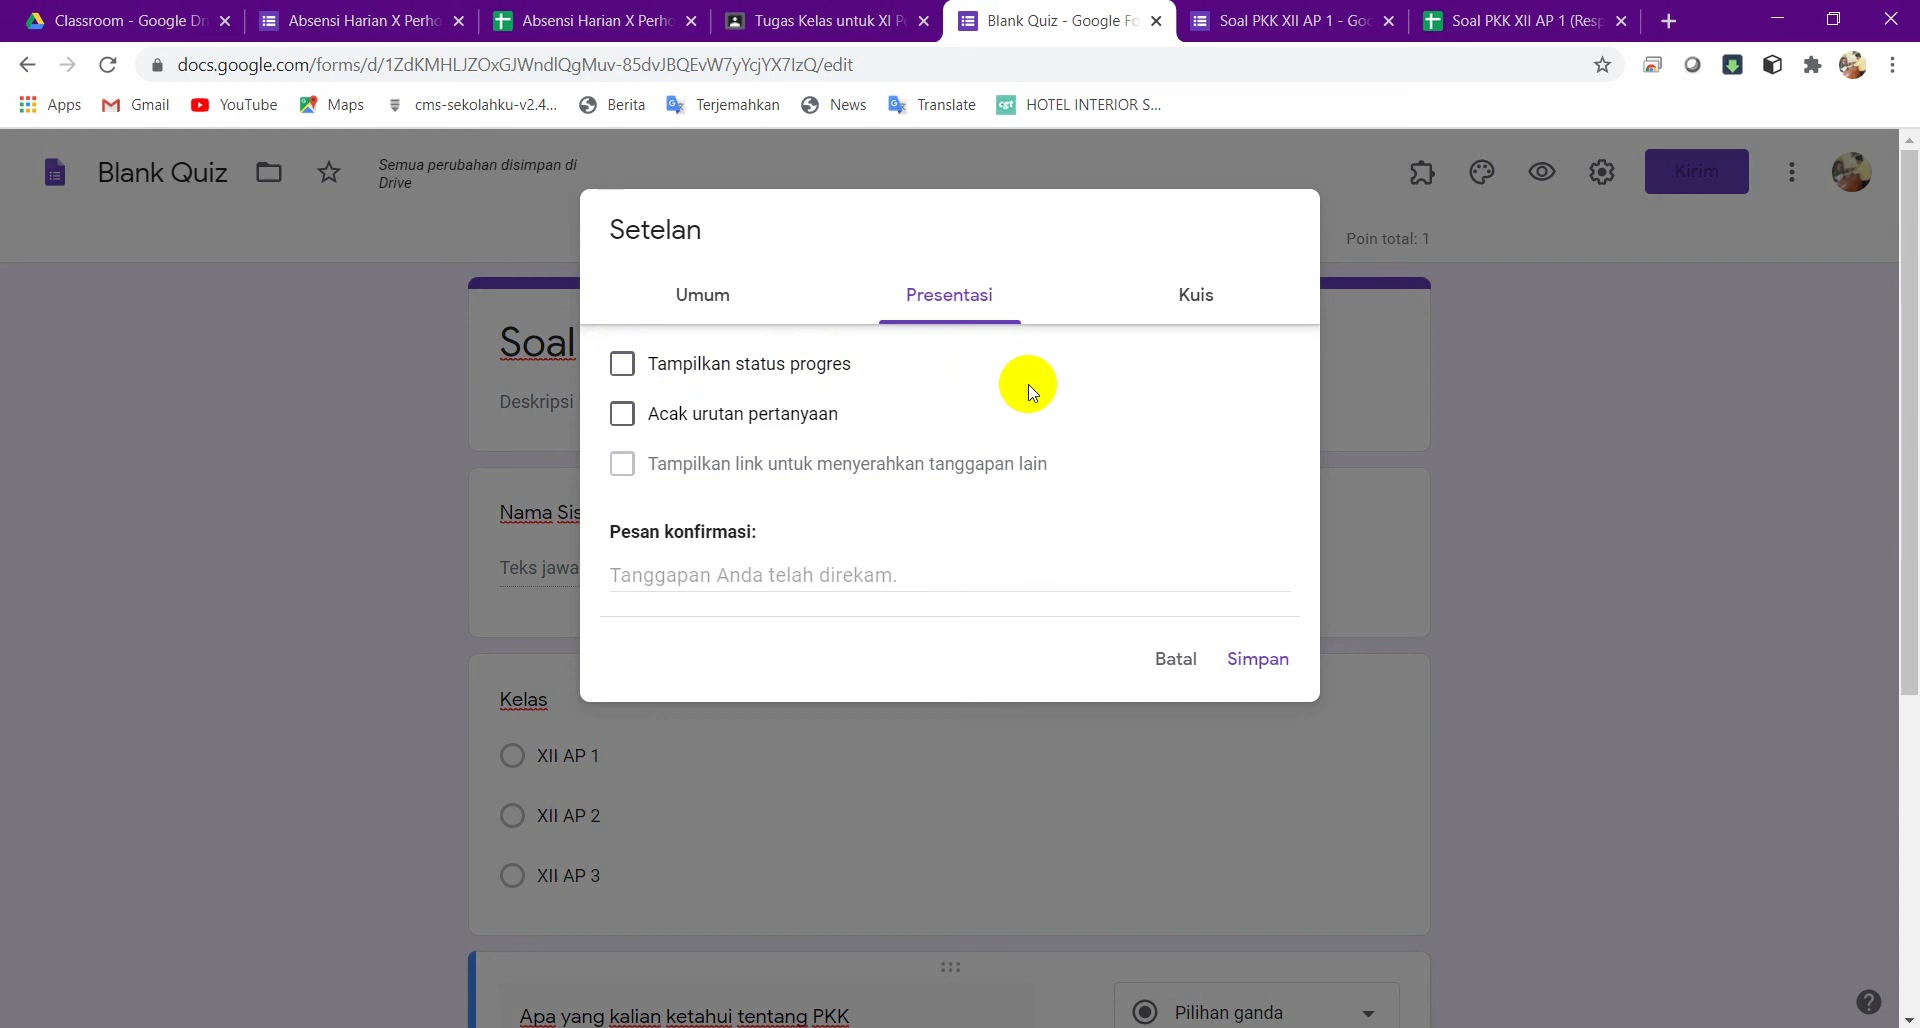 Classroom - Google Dr
Absensi Harian X Perho
Absensi Harian X Perho
Tugas Kelas untuk XI P
Blank Quiz - Google Fo
Soal PKK XII AP 1 - Goo
Soal PKK XII AP 1 (Resp
docs.google.com/forms/d/1ZdKMHLJZOxGJWndlQgMuv-85dvJBQEvW7yYcjYX7IzQ/edit
Apps
Gmail
YouTube
Maps
cms-sekolahku-v2.4...
Berita
Terjemahkan
News
Translate
cgt
HOTEL INTERIOR S...
Blank Quiz
Semua perubahan disimpan di
Drive
Kirim
Setelan
Poin total: 1
Umum
Presentasi
Kuis
Soal
Tampilkan status progres
Deskripsi
Acak urutan pertanyaan
Tampilkan link untuk menyerahkan tanggapan lain
Nama Sis
Pesan konfirmasi:
Teks jawa
Tanggapan Anda telah direkam.
Batal
Simpan
Kelas
XII AP 1
XII AP 2
XII AP 3
Apa yang kalian ketahui tentang PKK
Pilihan ganda